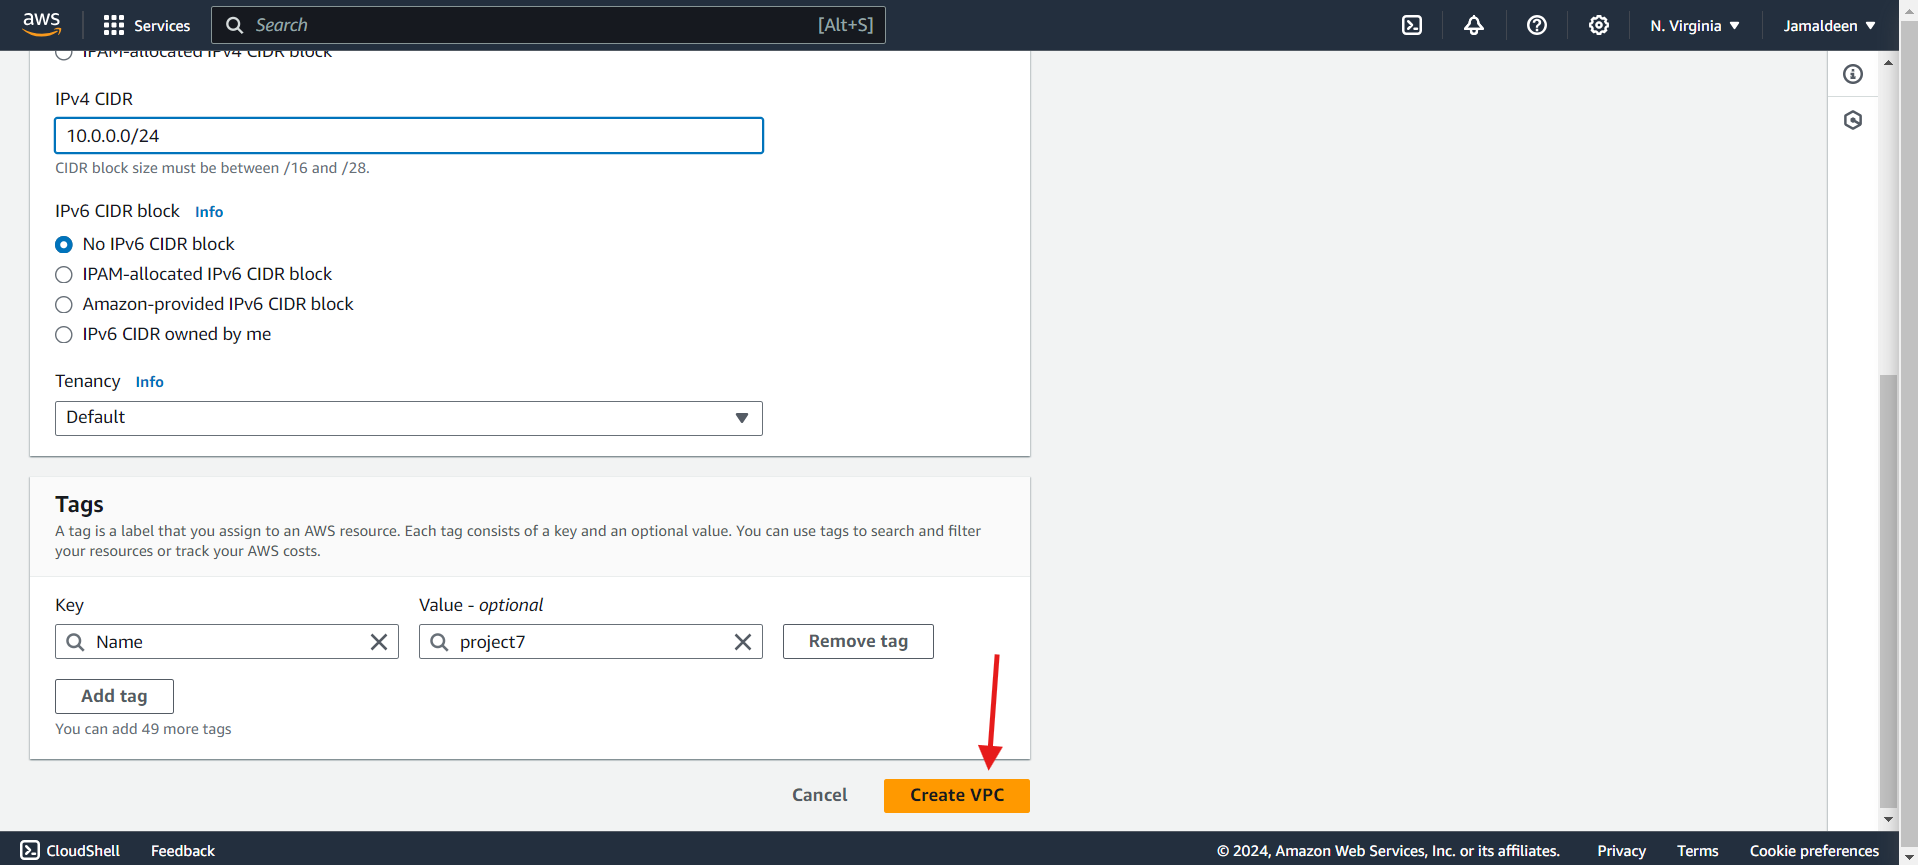 aws
Services
Search
[Alt+S]
N. Virginia
Jamaldeen
IPAM-allocated IPv4 CIDR block
IPv4 CIDR
10.0.0.0/24
CIDR block size must be between /16 and /28.
IPv6 CIDR block Info
No IPv6 CIDR block
IPAM-allocated IPv6 CIDR block
Amazon-provided IPv6 CIDR block
IPv6 CIDR owned by me
Tenancy Info
Default
Tags
A tag is a label that you assign to an AWS resource. Each tag consists of a key and an optional value. You can use tags to search and filter
your resources or track your AWS costs.
Key
Value - optional
Name
project7
Remove tag
Add tag
You can add 49 more tags
Cancel
Create VPC
CloudShell
Feedback
© 2024, Amazon Web Services, Inc. or its affiliates.
Privacy
Terms
Cookie preferences